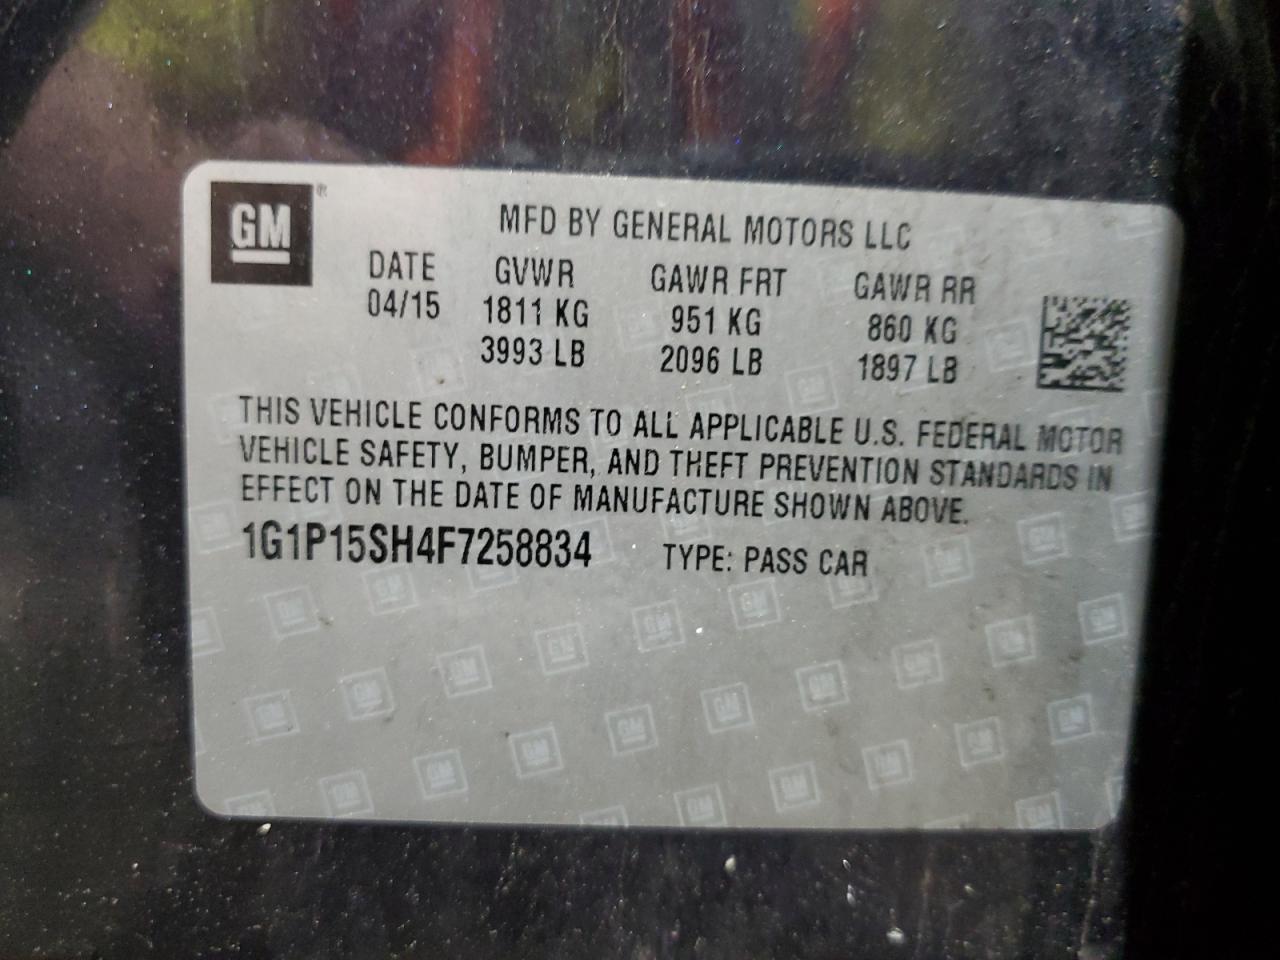 GM®
MFD BY GENERAL MOTORS LLC
DATE GVWR GAWR FRT GAWR RR
04/15 1811 KG 951 KG 860 KG
3993 LB 2096 LB 1897 LB
THIS VEHICLE CONFORMS TO ALL APPLICABLE U.S. FEDERAL MOTOR
VEHICLE SAFETY, BUMPER, AND THEFT PREVENTION STANDARDS IN
EFFECT ON THE DATE OF MANUFACTURE SHOWN ABOVE.
1G1P15SH4F7258834 TYPE: PASS CAR